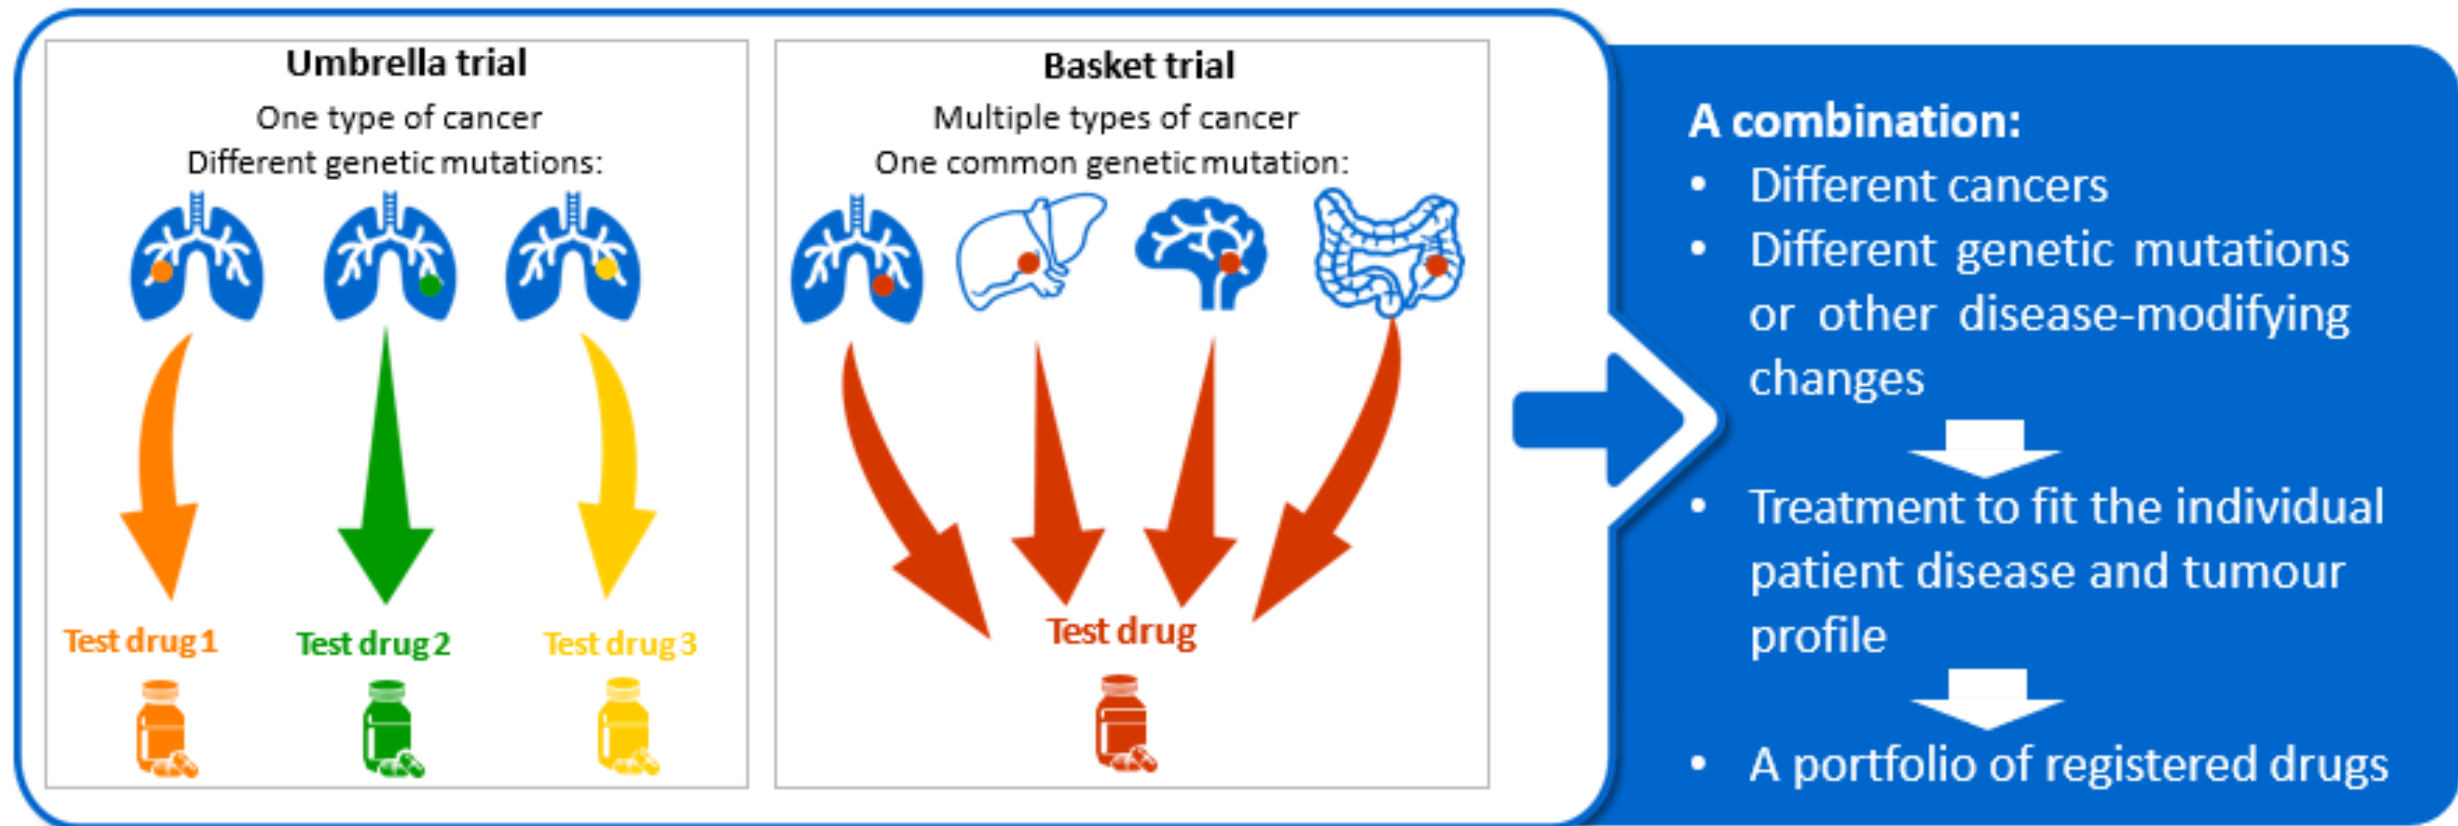 Umbrella trial
One type of cancer
Different genetic mutations:
Test drug 1
Test drug 2
Test drug 3
Basket trial
Multiple types of cancer
One common genetic mutation:
Test drug
A combination:
• Different cancers
• Different genetic mutations
or other disease-modifying
changes
• Treatment to fit the individual
patient disease and tumour
profile
• A portfolio of registered drugs